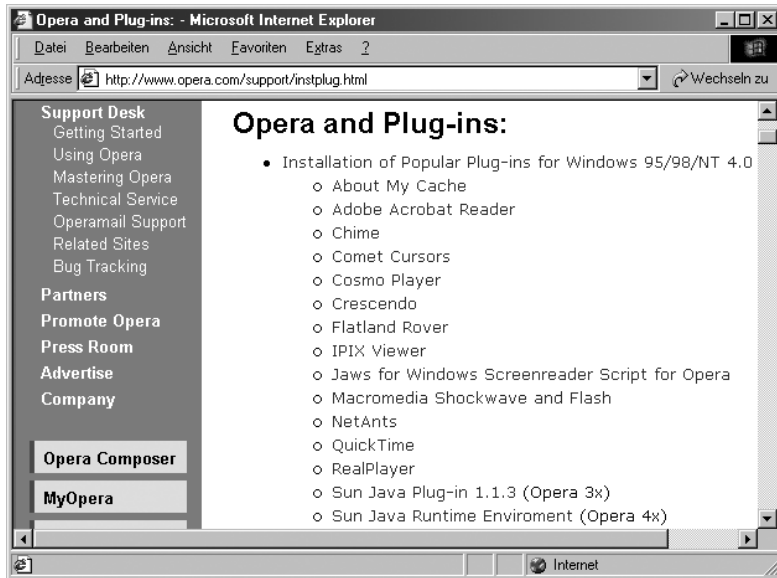 Opera and Plug-ins: - Microsoft Internet Explorer
Datei Bearbeiten Ansicht Favoriten Extras ?
Adresse http://www.opera.com/support/instplug.html Wechseln zu
Support Desk
Getting Started
Using Opera
Mastering Opera
Technical Service
Operamail Support
Related Sites
Bug Tracking
Partners
Promote Opera
Press Room
Advertise
Company
Opera Composer
MyOpera
Opera and Plug-ins:
• Installation of Popular Plug-ins for Windows 95/98/NT 4.0
o About My Cache
o Adobe Acrobat Reader
o Chime
o Comet Cursors
o Cosmo Player
o Crescendo
o Flatland Rover
o IPIX Viewer
o Jaws for Windows Screenreader Script for Opera
o Macromedia Shockwave and Flash
o NetAnts
o QuickTime
o RealPlayer
o Sun Java Plug-in 1.1.3 (Opera 3x)
o Sun Java Runtime Enviroment (Opera 4x)
Internet